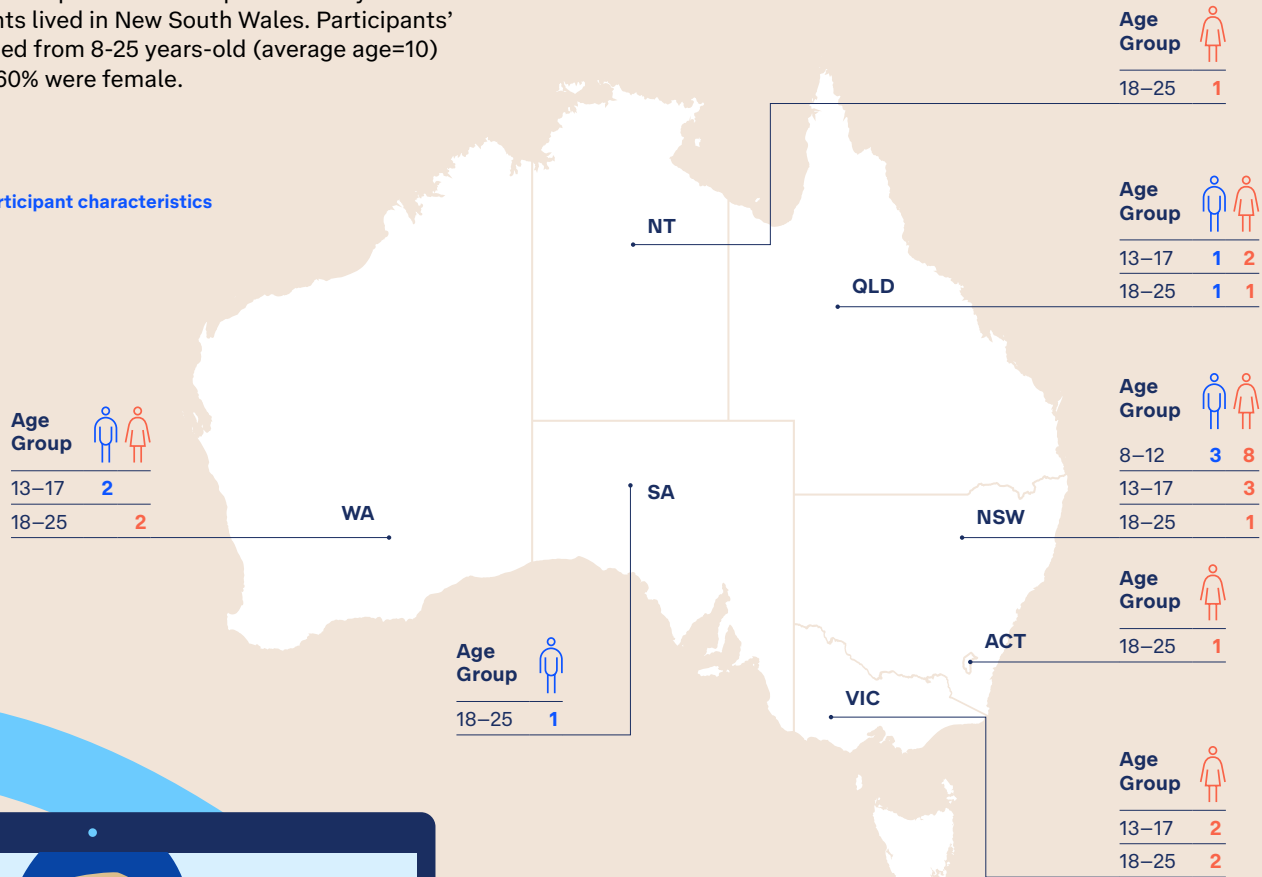 nts lived in New South Wales. Participants’
ed from 8-25 years-old (average age=10)
60% were female.
rticipant characteristics
Age
Group
18–25 1
NT
Age
Group
13–17 1 2
18–25 1 1
QLD
Age
Group
8–12 3 8
13–17 3
18–25 1
NSW
Age
Group
13–17 2
18–25 2
WA
SA
Age
Group
18–25 1
Age
Group
18–25 1
ACT
VIC
Age
Group
13–17 2
18–25 2